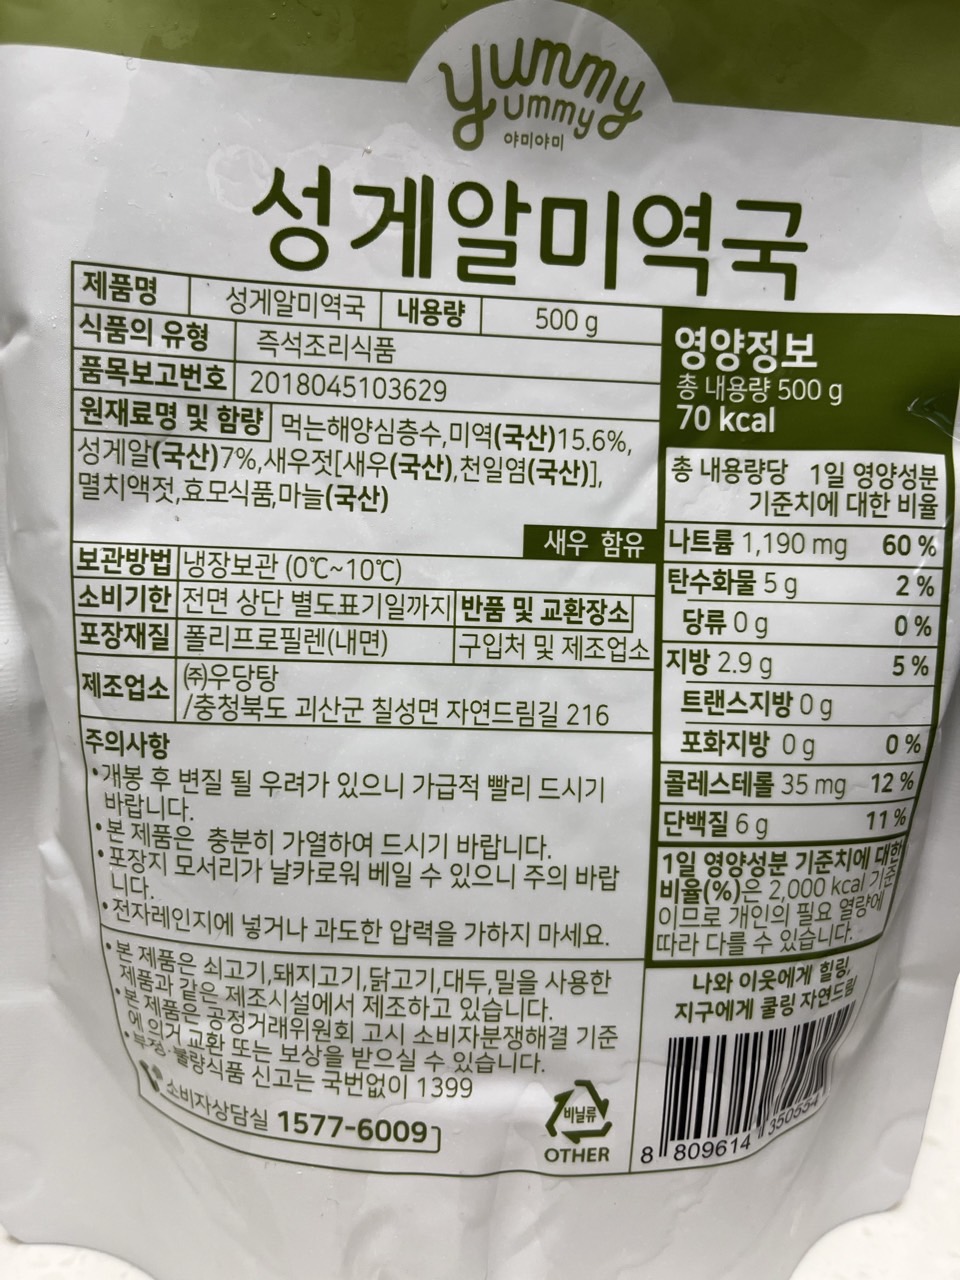 yummy
ummy
야미야미
성게알미역국
제품명 성게알미역국 내용량 500 g
식품의 유형 즉석조리식품
품목보고번호 2018045103629
원재료명 및 함량 먹는해양심층수,미역(국산)15.6%,
성게알(국산)7%,새우젓[새우(국산),천일염(국산)],
멸치액젓,효모식품,마늘(국산)
새우 함유
보관방법 냉장보관 (0℃~10℃)
소비기한 전면 상단 별도표기일까지 반품 및 교환장소
포장재질 폴리프로필렌(내면) 구입처 및 제조업소
제조업소 ㈜우당탕
/충청북도 괴산군 칠성면 자연드림길 216
주의사항
•개봉 후 변질 될 우려가 있으니 가급적 빨리 드시기
바랍니다.
•본 제품은 충분히 가열하여 드시기 바랍니다.
•포장지 모서리가 날카로워 베일 수 있으니 주의 바랍
니다.
•전자레인지에 넣거나 과도한 압력을 가하지 마세요.
•본 제품은 쇠고기,돼지고기,닭고기,대두,밀을 사용한
제품과 같은 제조시설에서 제조하고 있습니다.
•본 제품은 공정거래위원회 고시 소비자분쟁해결 기준
에 의거 교환 또는 보상을 받으실 수 있습니다.
•부정·불량식품 신고는 국번없이 1399
소비자상담실 1577-6009
비닐류
OTHER
영양정보
총 내용량 500 g
70 kcal
총 내용량당 1일 영양성분
기준치에 대한 비율
나트륨 1,190 mg 60 %
탄수화물 5 g 2 %
당류 0 g 0 %
지방 2.9 g 5 %
트랜스지방 0 g
포화지방 0 g 0 %
콜레스테롤 35 mg 12 %
단백질 6 g 11 %
1일 영양성분 기준치에 대한
비율(%)은 2,000 kcal 기준
이므로 개인의 필요 열량에
따라 다를 수 있습니다.
나와 이웃에게 힐링,
지구에게 쿨링 자연드림
8 809614 350554